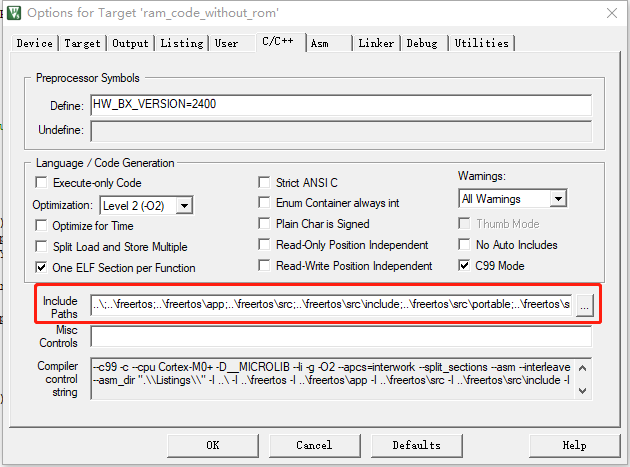 Options for Target 'ram_code_without_rom'
Device Target Output Listing User C/C++ Asm Linker Debug Utilities
Preprocessor Symbols
Define: HW_BX_VERSION=2400
Undefine:
Language / Code Generation
Execute-only Code
Strict ANSI C
Warnings:
Optimization: Level 2 (-O2)
Enum Container always int
All Warnings
Optimize for Time
Plain Char is Signed
Thumb Mode
Split Load and Store Multiple
Read-Only Position Independent
No Auto Includes
One ELF Section per Function
Read-Write Position Independent
C99 Mode
Include
Paths
..\;..\freertos;..\freertos\app;..\freertos\src;..\freertos\src\include;..\freertos\src\portable;..\freertos\s
...
Misc
Controls
Compiler
control
string
--c99 -c --cpu Cortex-M0+ -D__MICROLIB --li -g -O2 --apcs=interwork --split_sections --asm --interleave
--asm_dir ".\\Listings\\" -I ..\ -I ..\freertos -I ..\freertos\app -I ..\freertos\src -I ..\freertos\src\include -I
OK Cancel Defaults Help